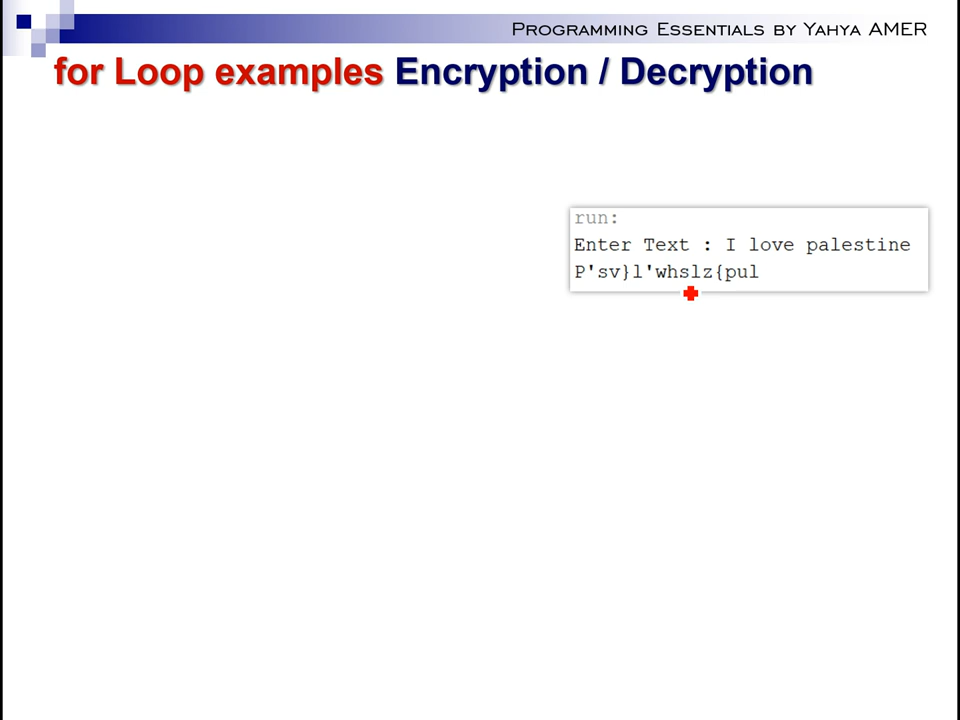 PROGRAMMING ESSENTIALS BY YAHYA AMER
for Loop examples Encryption / Decryption
run:
Enter Text : I love palestine
P'sv}l'whslz{pul